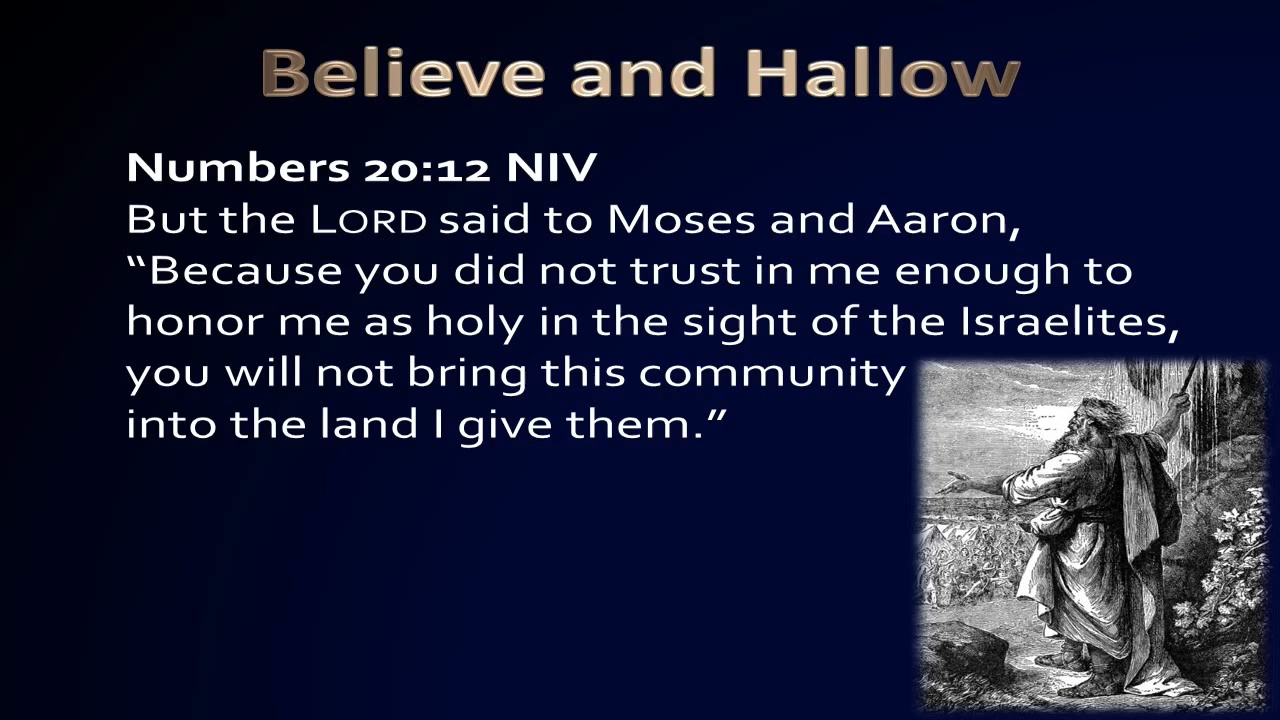 Believe and Hallow
Numbers 20:12 NIV
But the LORD said to Moses and Aaron,
“Because you did not trust in me enough to
honor me as holy in the sight of the Israelites,
you will not bring this community
into the land I give them.”